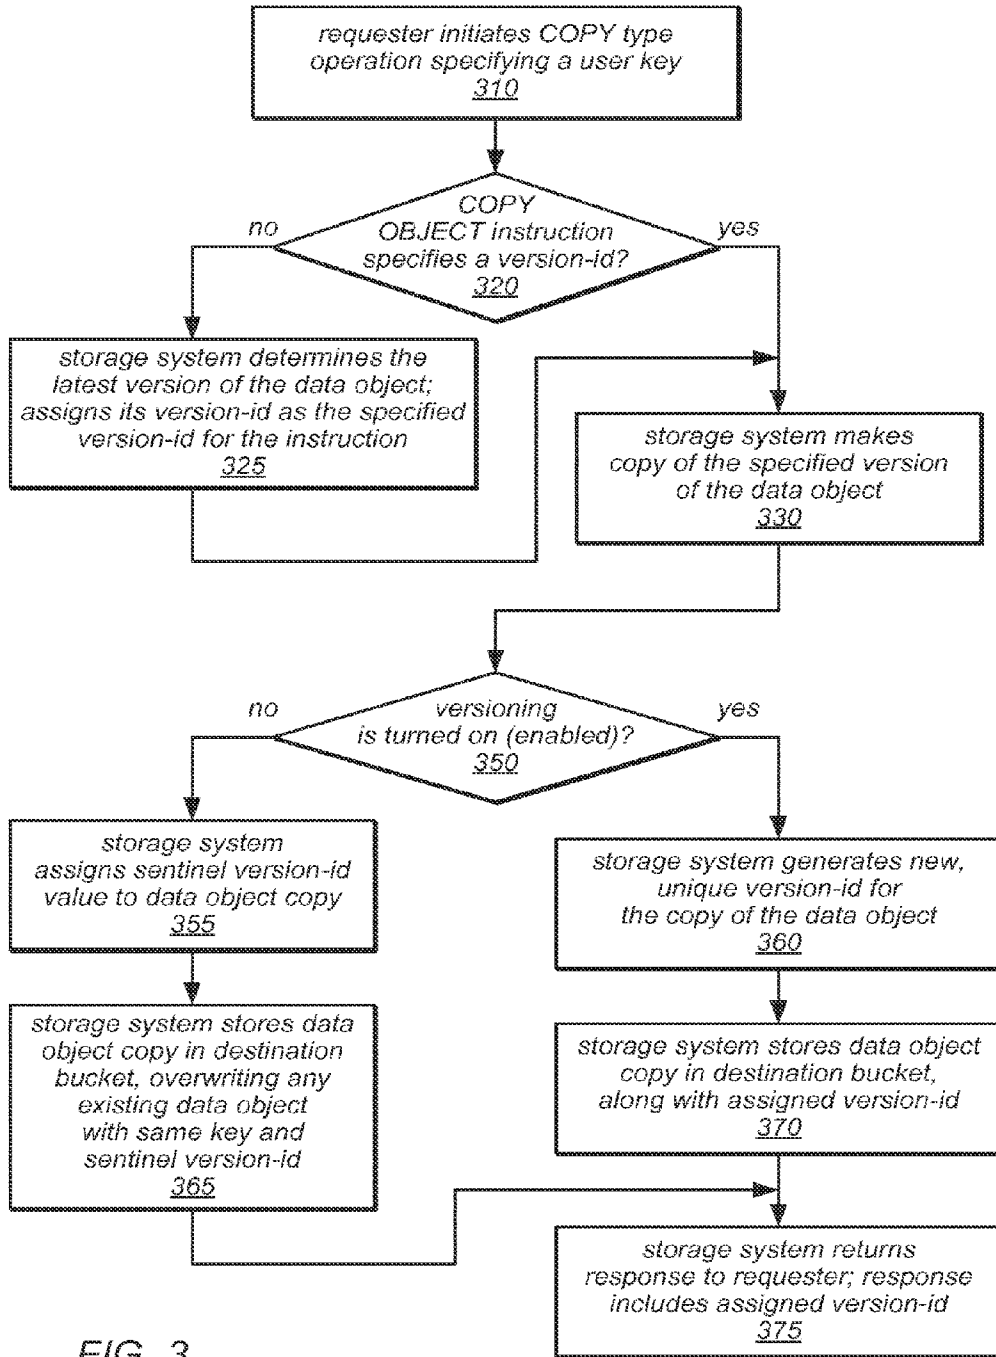 requester initiates COPY type
operation specifying a user key
310
COPY
OBJECT instruction
specifies a version-id?
320
no
yes
storage system determines the
latest version of the data object;
assigns its version-id as the specified
version-id for the instruction
325
storage system makes
copy of the specified version
of the data object
330
versioning
is turned on (enabled)?
350
no
yes
storage system
assigns sentinel version-id
value to data object copy
355
storage system generates new,
unique version-id for
the copy of the data object
360
storage system stores data
object copy in destination
bucket, overwriting any
existing data object
with same key and
sentinel version-id
365
storage system stores data object
copy in destination bucket,
along with assigned version-id
370
storage system returns
response to requester; response
includes assigned version-id
375
FIG. 3